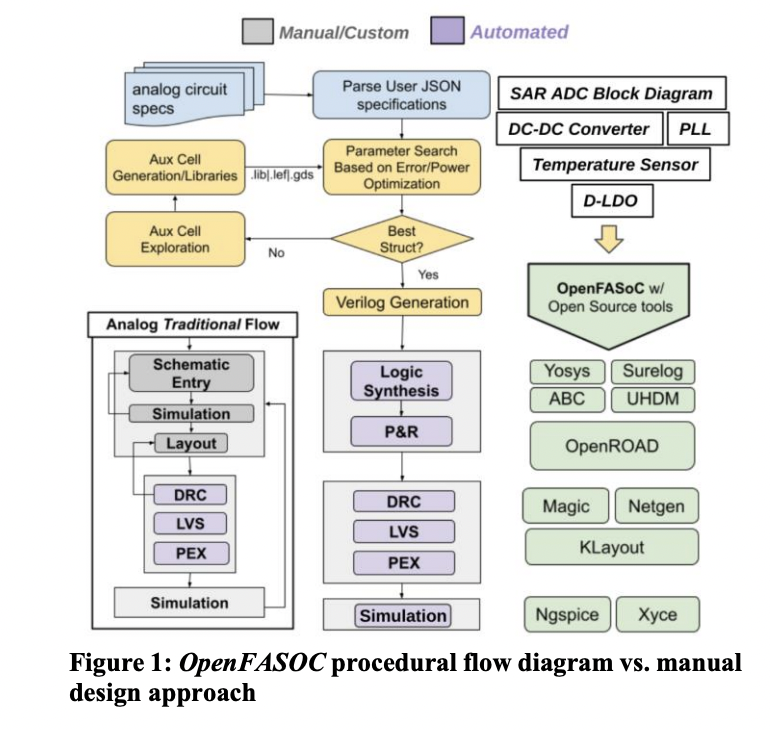 Manual/Custom
Automated
analog circuit
specs
Parse User JSON
specifications
SAR ADC Block Diagram
DC-DC Converter
PLL
Temperature Sensor
D-LDO
Aux Cell
Generation/Libraries
.lib|.lef|.gds
Parameter Search
Based on Error/Power
Optimization
Aux Cell
Exploration
No
Best
Struct?
Yes
Verilog Generation
OpenFASoC w/
Open Source tools
Analog Traditional Flow
Schematic
Entry
Simulation
Layout
DRC
LVS
PEX
Simulation
Logic
Synthesis
P&R
DRC
LVS
PEX
Simulation
Yosys
Surelog
ABC
UHDM
OpenROAD
Magic
Netgen
KLayout
Ngspice
Xyce
Figure 1: OpenFASOC procedural flow diagram vs. manual
design approach